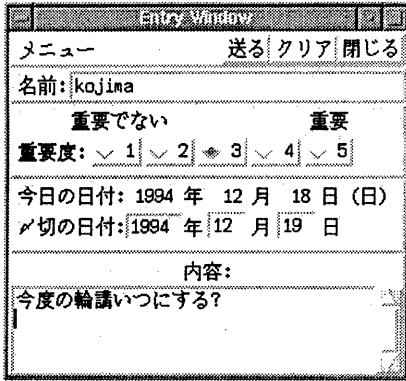 Entry Window
メニュー 送る クリア 閉じる
名前: kojima
重要でない 重要
重要度: 1 2 3 4 5
今日の日付: 1994 年 12 月 18 日 (日)
〆切の日付: 1994 年 12 月 19 日
内容:
今度の輪講いつにする?